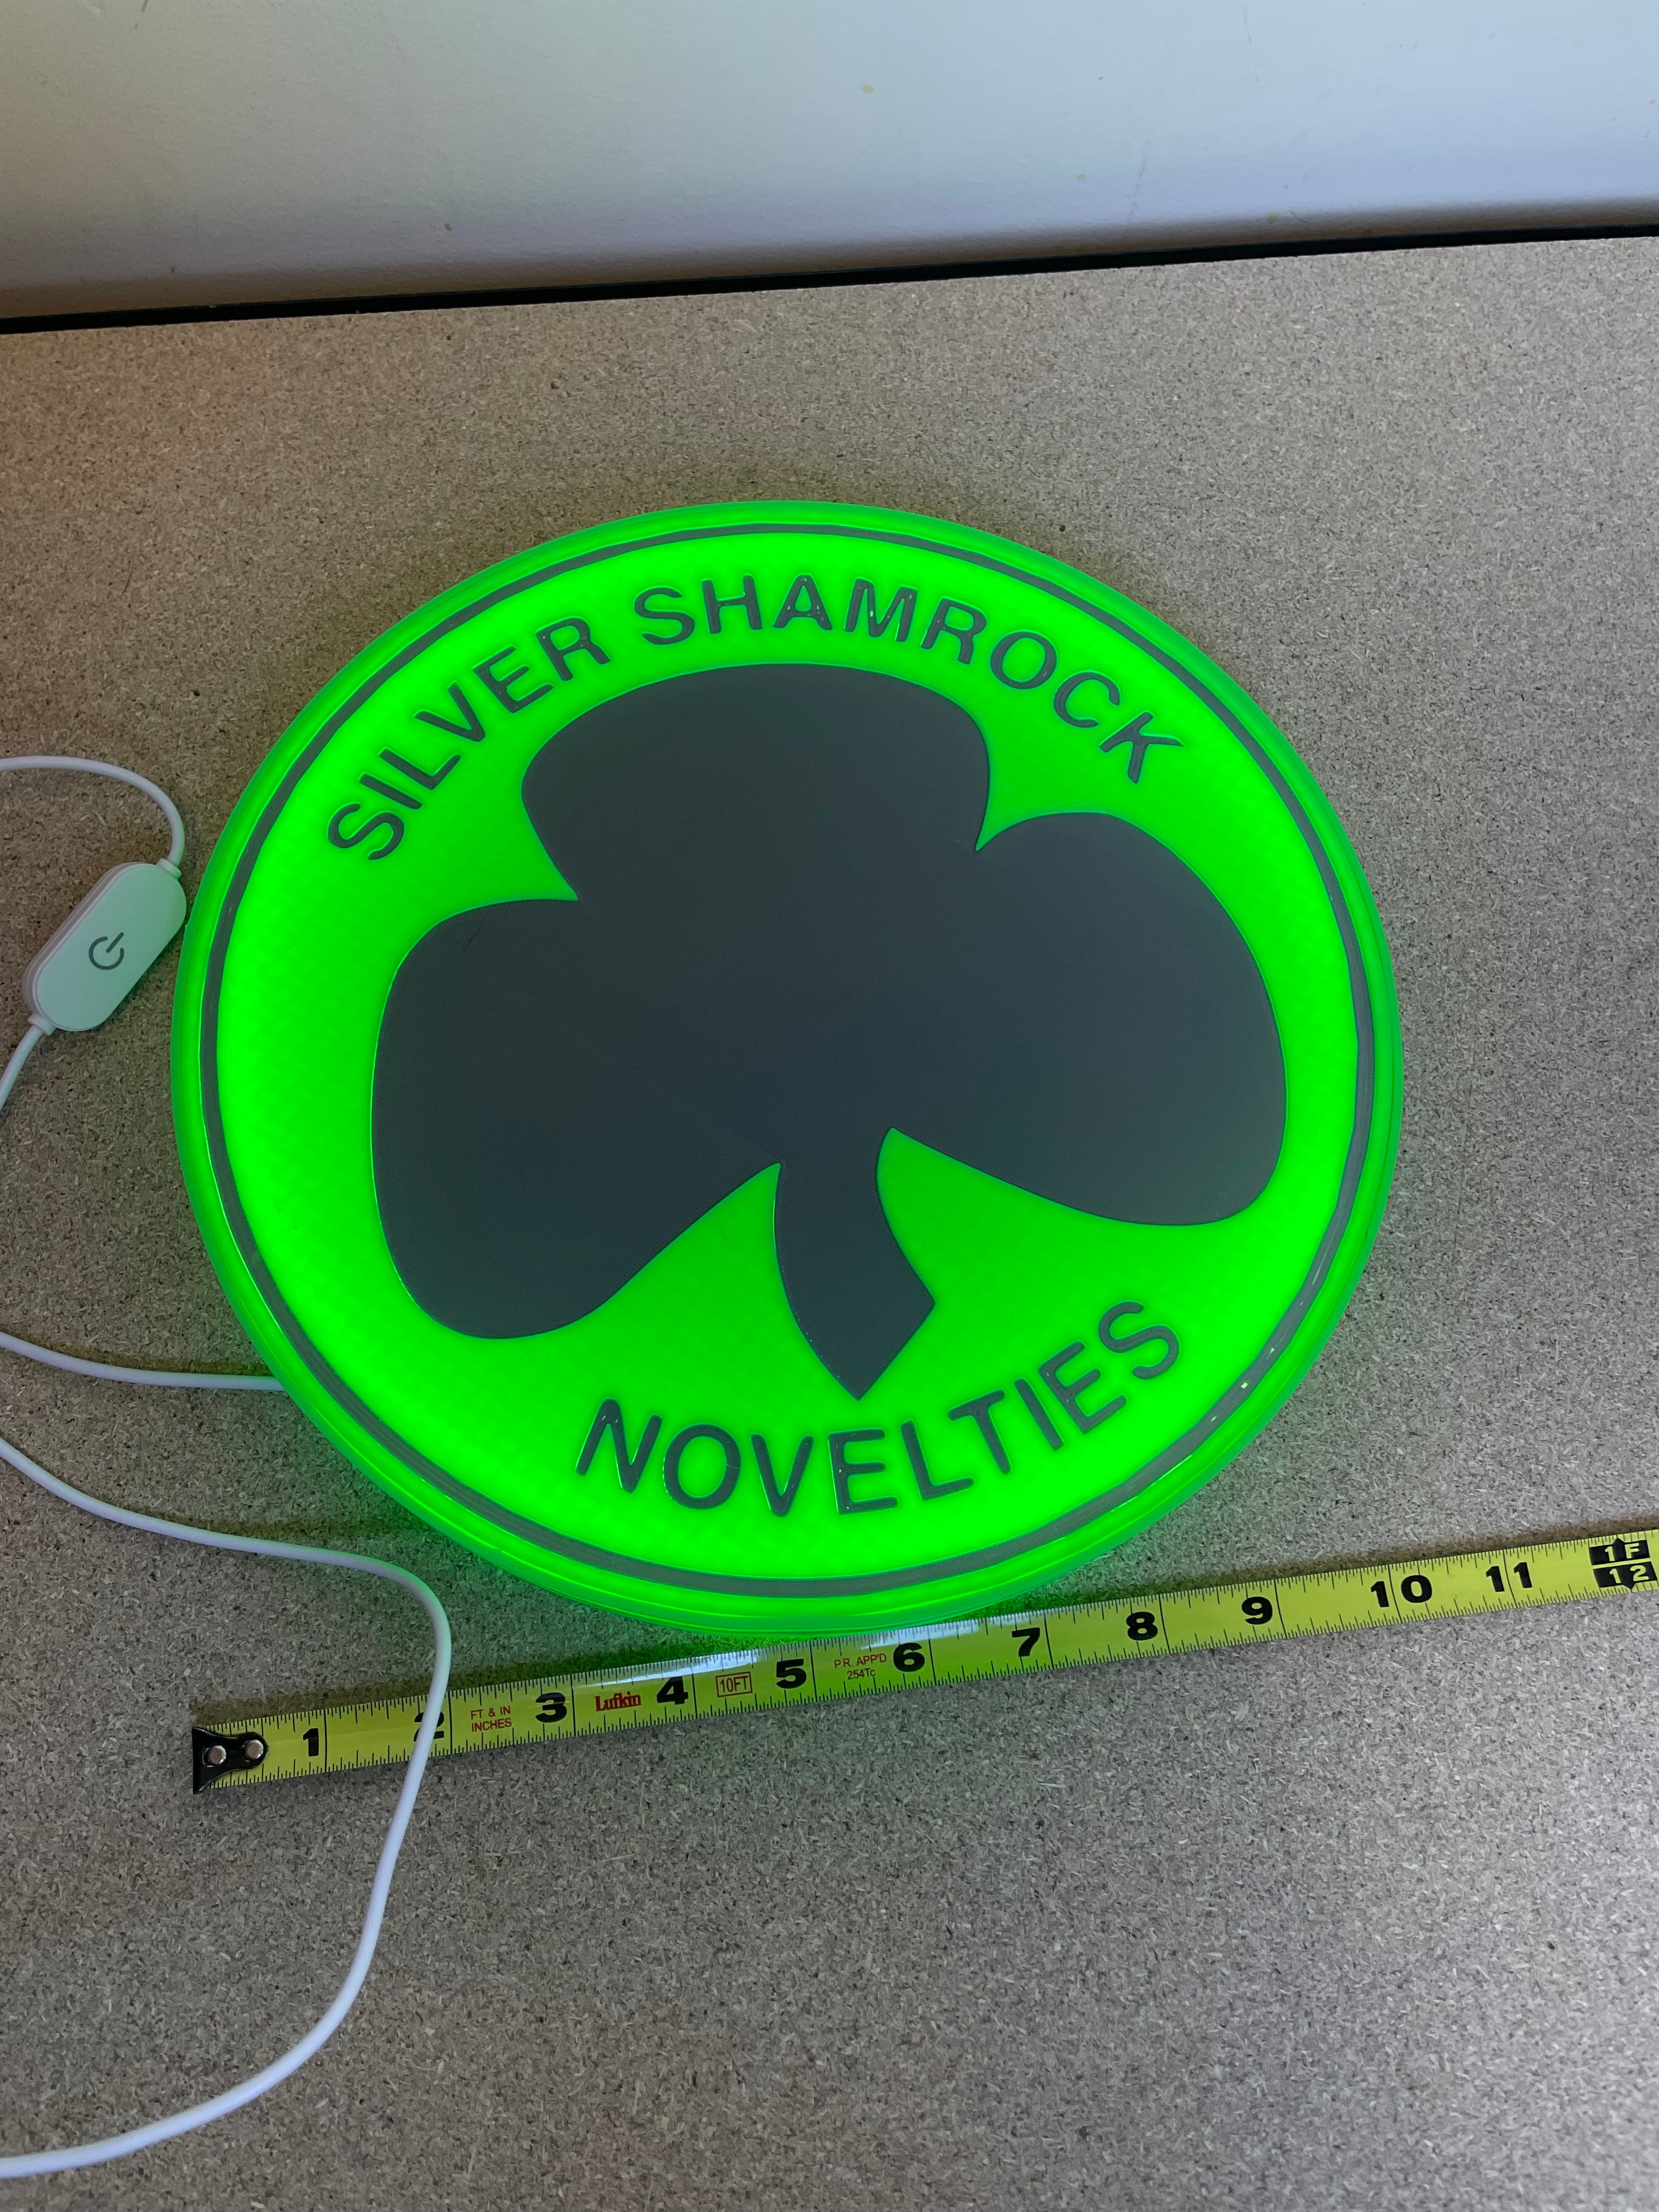 SILVER SHAMROCK
NOVELTIES
1 2 FT & IN INCHES 3 Lufkin 4 10FT 5 P.R. APP'D 254Tc 6 7 8 9 10 11 1F 12